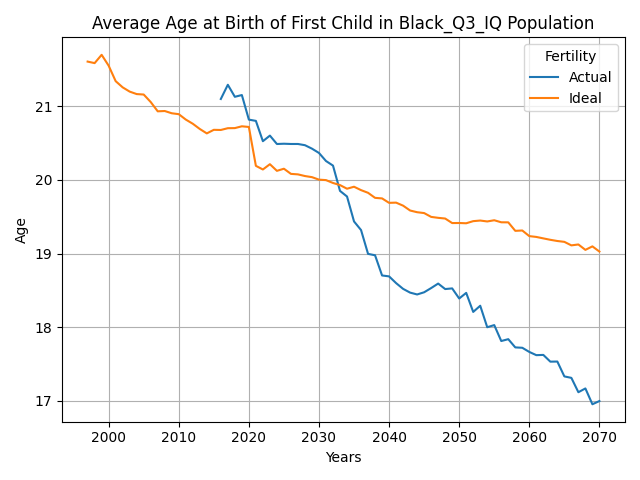 Average Age at Birth of First Child in Black_Q3_IQ Population
Fertility
Actual
Ideal
Age
21
20
19
18
17
2000
2010
2020
2030
2040
2050
2060
2070
Years